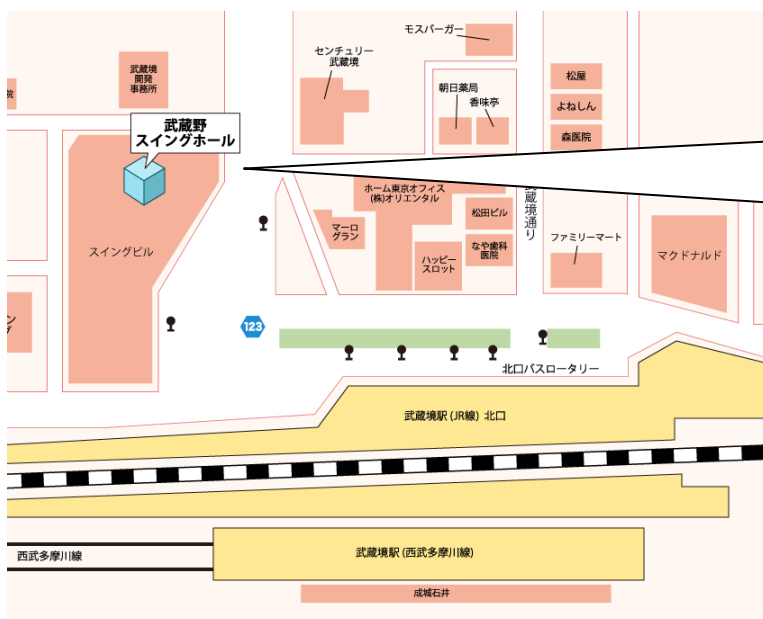 モスバーガー
センチュリー
武蔵境
武蔵境
開発
事務所
院
朝日薬局
香味亭
松屋
よねしん
森医院
武蔵野
スイングホール
ホーム東京オフィス
(株)オリエンタル
松田ビル
武蔵境通り
マーロ
グラン
なや歯科
医院
ハッピー
スロット
ファミリーマート
マクドナルド
スイングビル
ン
123
北口バスロータリー
武蔵境駅(JR線) 北口
武蔵境駅(西武多摩川線)
西武多摩川線
成城石井